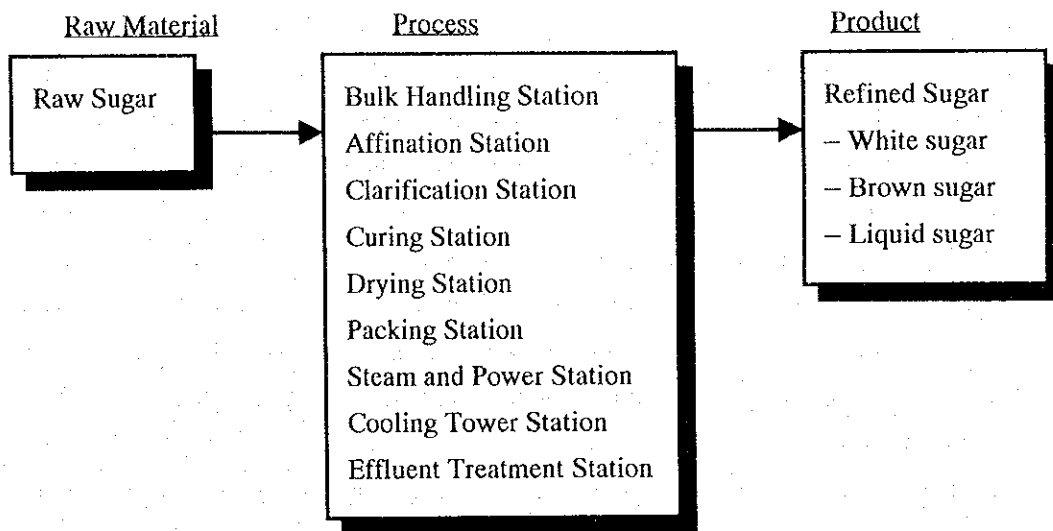 Raw Material
Process
Product
Raw Sugar
Bulk Handling Station
Affination Station
Clarification Station
Curing Station
Drying Station
Packing Station
Steam and Power Station
Cooling Tower Station
Effluent Treatment Station
Refined Sugar
– White sugar
– Brown sugar
– Liquid sugar